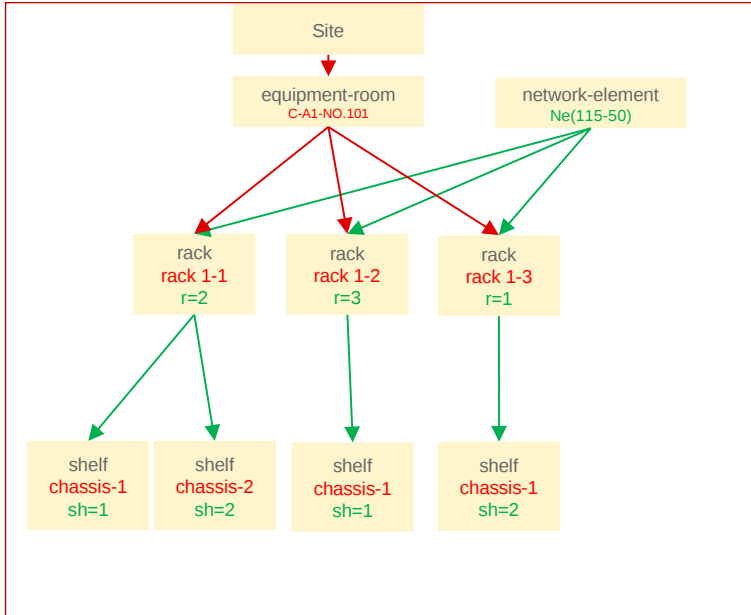 Site
equipment-room
C-A1-NO.101
network-element
Ne(115-50)
rack
rack 1-1
r=2
rack
rack 1-2
r=3
rack
rack 1-3
r=1
shelf
chassis-1
sh=1
shelf
chassis-2
sh=2
shelf
chassis-1
sh=1
shelf
chassis-1
sh=2